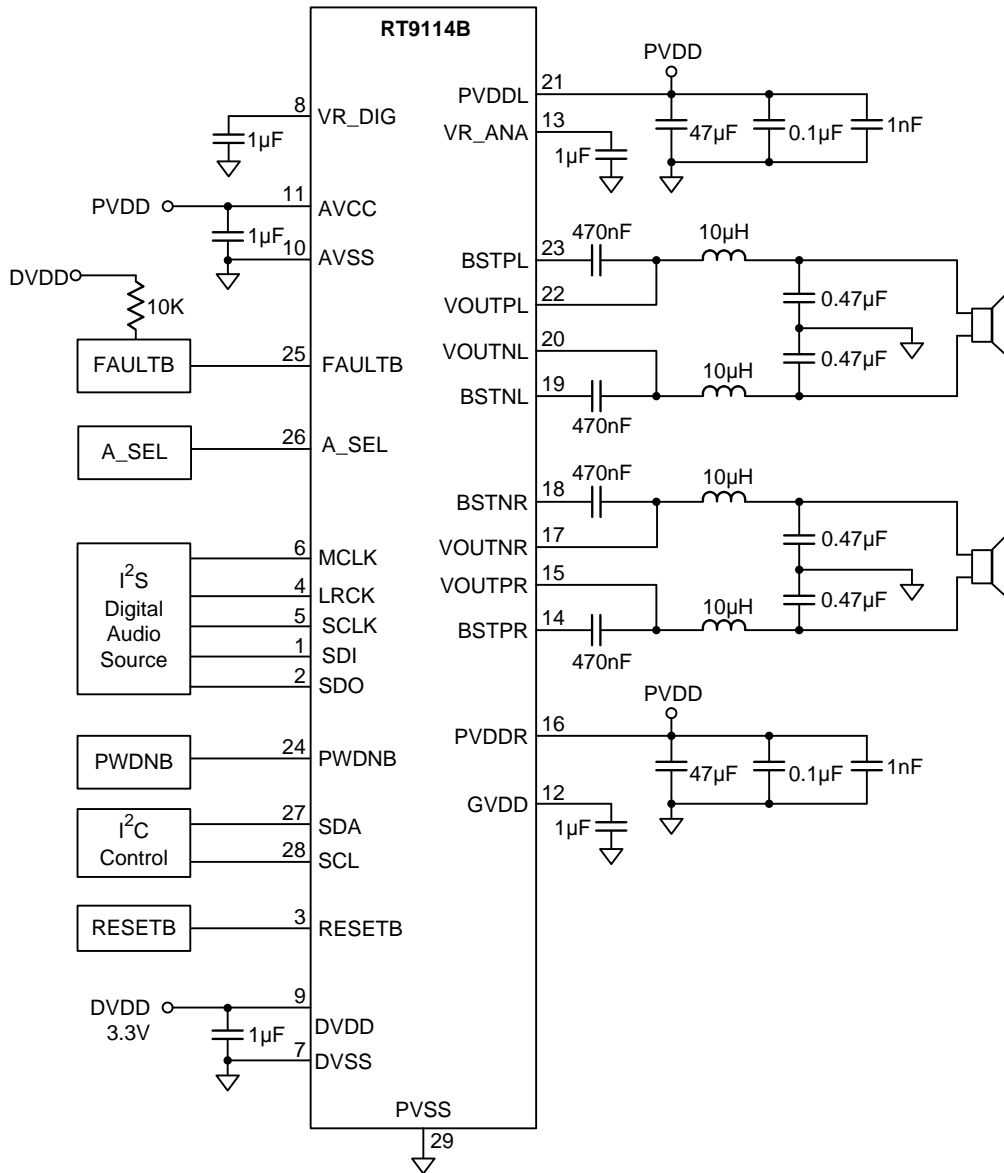 RT9114B
PVDD
21
PVDDL
8
VR_DIG
13
VR_ANA
47µF
0.1µF
1nF
1µF
1µF
11
PVDD
AVCC
1µF
10
AVSS
470nF
10µH
23
BSTPL
DVDD
10K
22
VOUTPL
0.47µF
20
VOUTNL
FAULTB
25
FAULTB
0.47µF
19
BSTNL
10µH
470nF
A_SEL
26
A_SEL
470nF
10µH
18
BSTNR
17
VOUTNR
0.47µF
I2S
Digital
Audio
Source
6
MCLK
4
LRCK
5
SCLK
1
SDI
2
SDO
15
VOUTPR
0.47µF
14
BSTPR
10µH
470nF
PVDD
16
PVDDR
PWDNB
24
PWDNB
47µF
0.1µF
1nF
12
GVDD
1µF
I2C
Control
27
SDA
28
SCL
RESETB
3
RESETB
DVDD
3.3V
9
DVDD
1µF
7
DVSS
PVSS
29